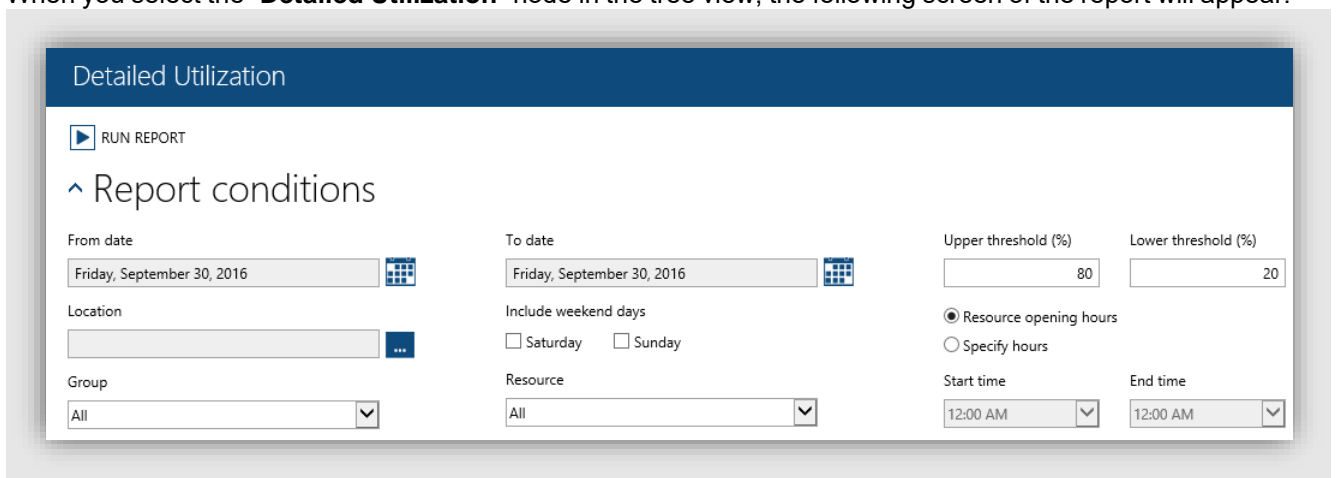 When you select the "Detailed Utilization" node in the tree view, the following screen of the report will appear:
Detailed Utilization
RUN REPORT
Report conditions
From date To date Upper threshold (%) Lower threshold (%)
Friday, September 30, 2016 Friday, September 30, 2016 80 20
Location Include weekend days Resource opening hours
... Saturday Sunday Specify hours
Group Resource Start time End time
All All 12:00 AM 12:00 AM